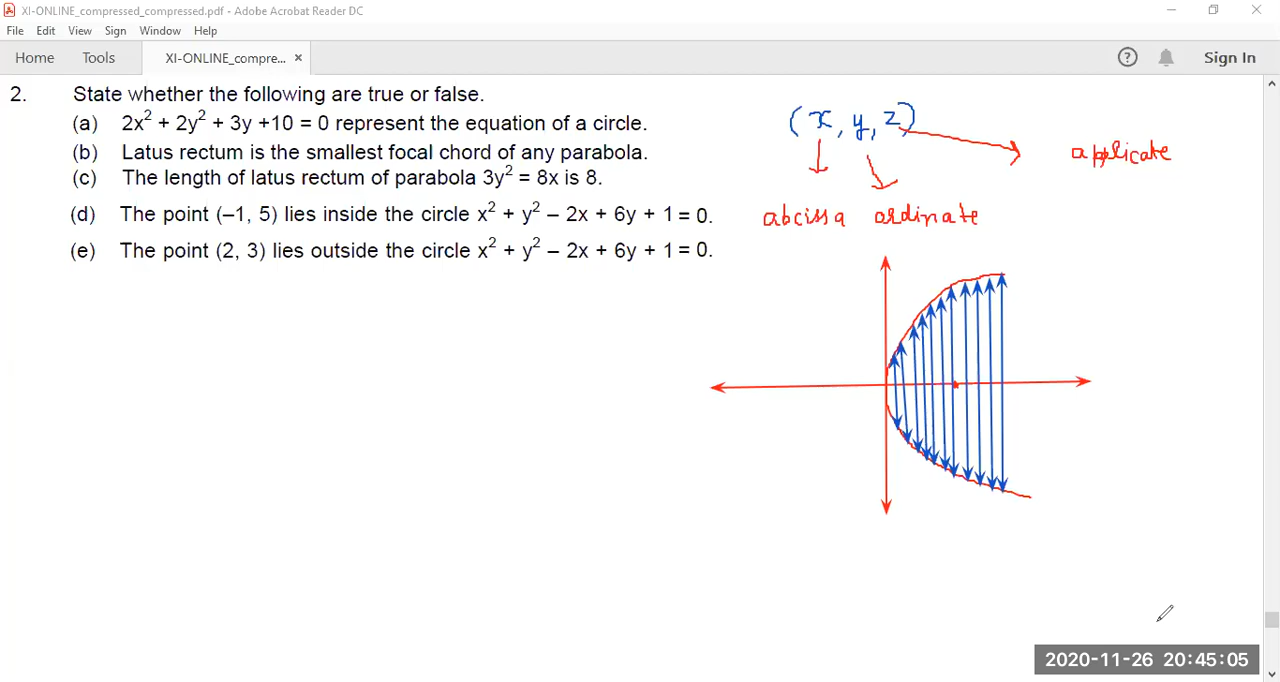 XI-ONLINE_compressed_compressed.pdf - Adobe Acrobat Reader DC
File Edit View Sign Window Help
Home Tools XI-ONLINE_compre... × Sign In
2. State whether the following are true or false.
(a) 2x² + 2y² + 3y +10 = 0 represent the equation of a circle.
(b) Latus rectum is the smallest focal chord of any parabola.
(c) The length of latus rectum of parabola 3y² = 8x is 8.
(d) The point (–1, 5) lies inside the circle x² + y² – 2x + 6y + 1 = 0.
(e) The point (2, 3) lies outside the circle x² + y² – 2x + 6y + 1 = 0.
(x, y, z)
applicate
abcissa ordinate
2020-11-26 20:45:05